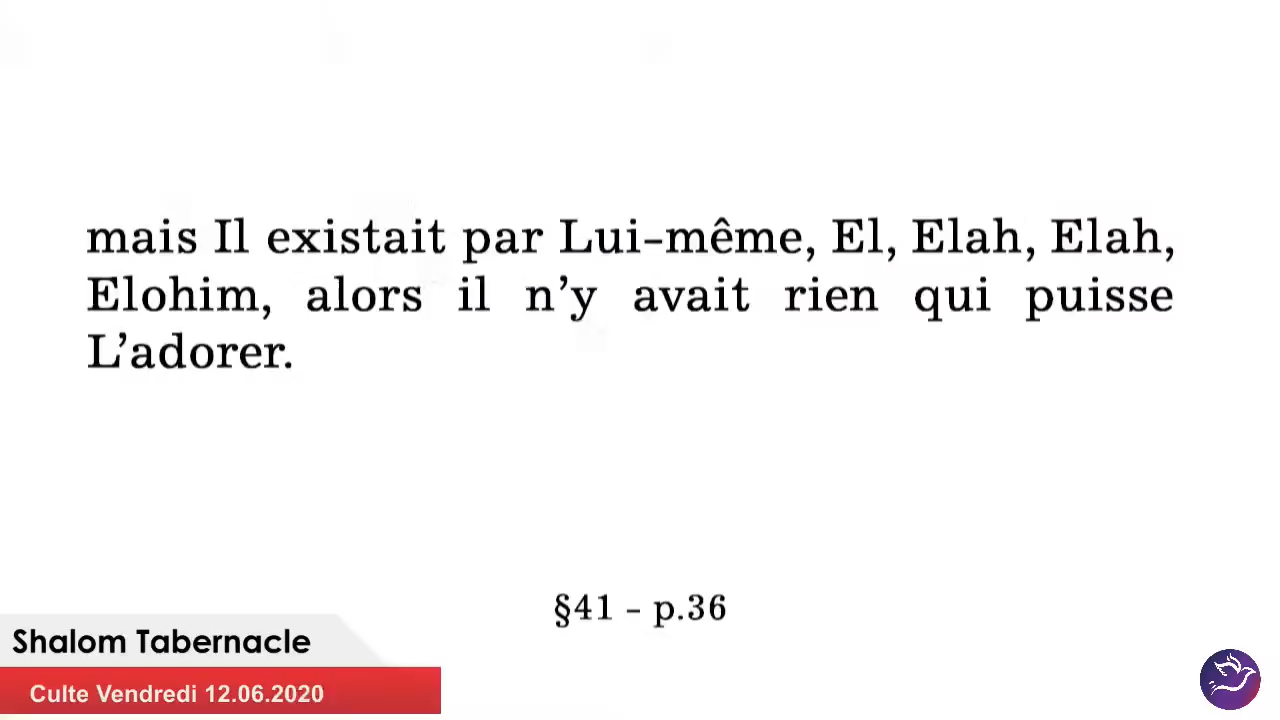 mais Il existait par Lui-même, El, Elah, Elah,
Elohim, alors il n’y avait rien qui puisse
L’adorer.
§41 – p.36
Shalom Tabernacle
Culte Vendredi 12.06.2020